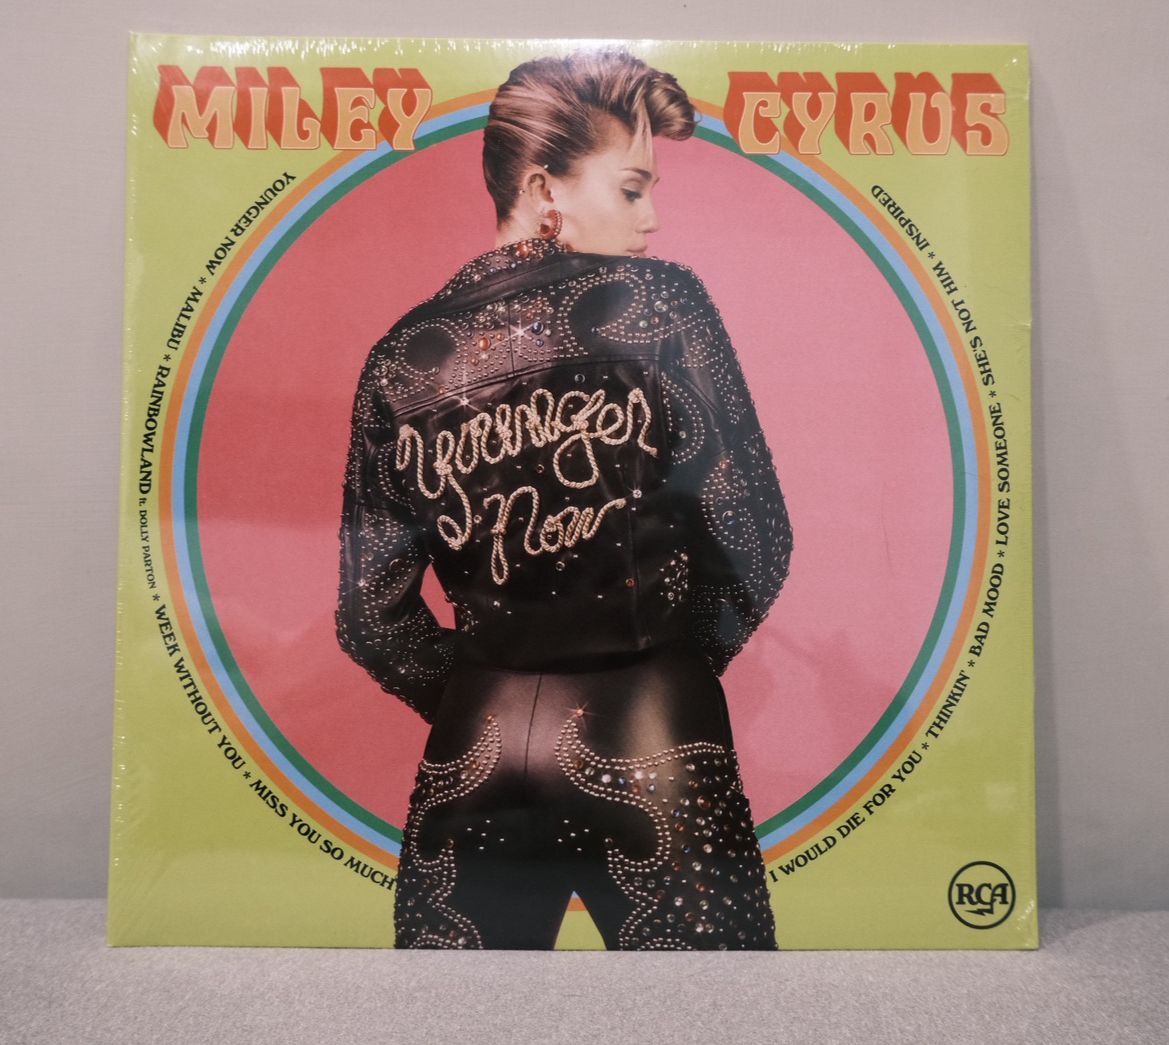 MILEY CYRUS
YOUNGER NOW * MALIBU * RAINBOWLAND ft. DOLLY PARTON * WEEK WITHOUT YOU * MISS YOU SO MUCH
I WOULD DIE FOR YOU * THINKIN' * BAD MOOD * LOVE SOMEONE * SHE'S NOT HIM * INSPIRED
Younger
Now
RCA